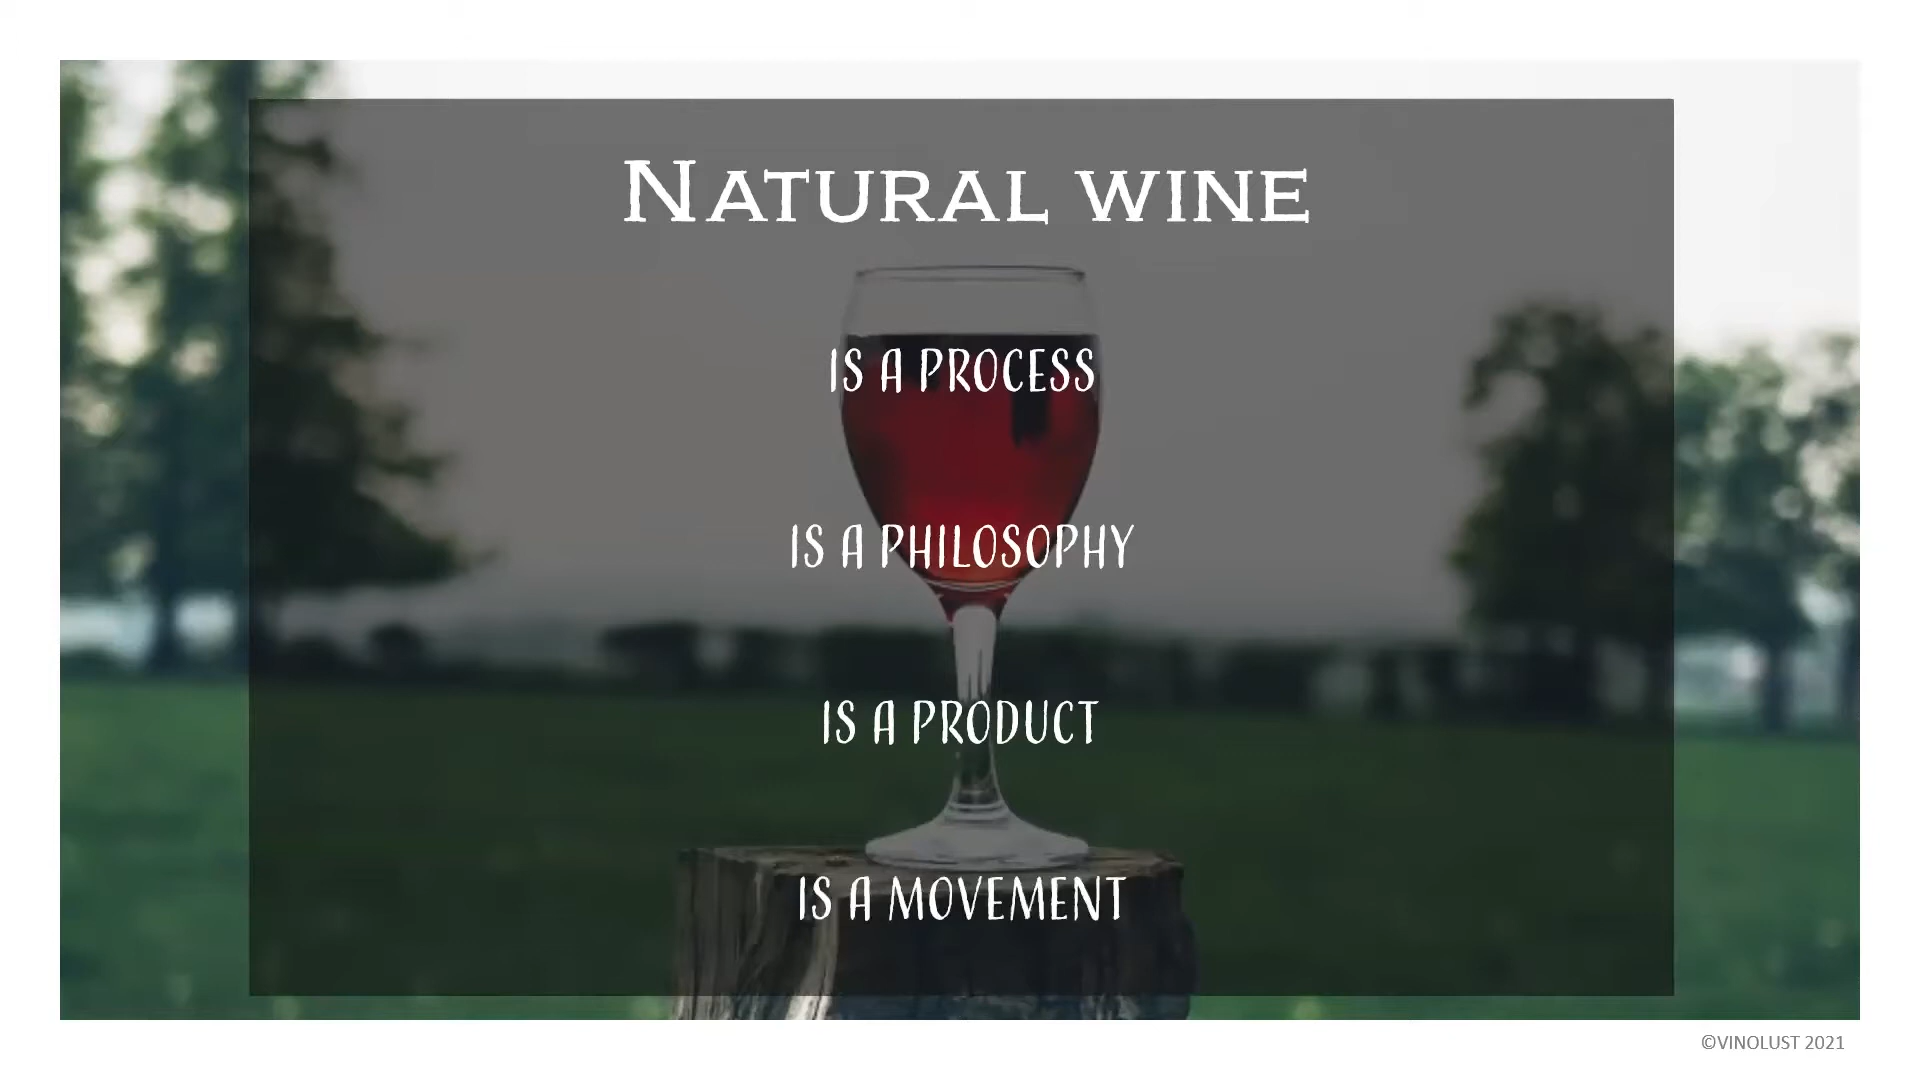 NATURAL WINE
IS A PROCESS
IS A PHILOSOPHY
IS A PRODUCT
IS A MOVEMENT
©VINOLUST 2021